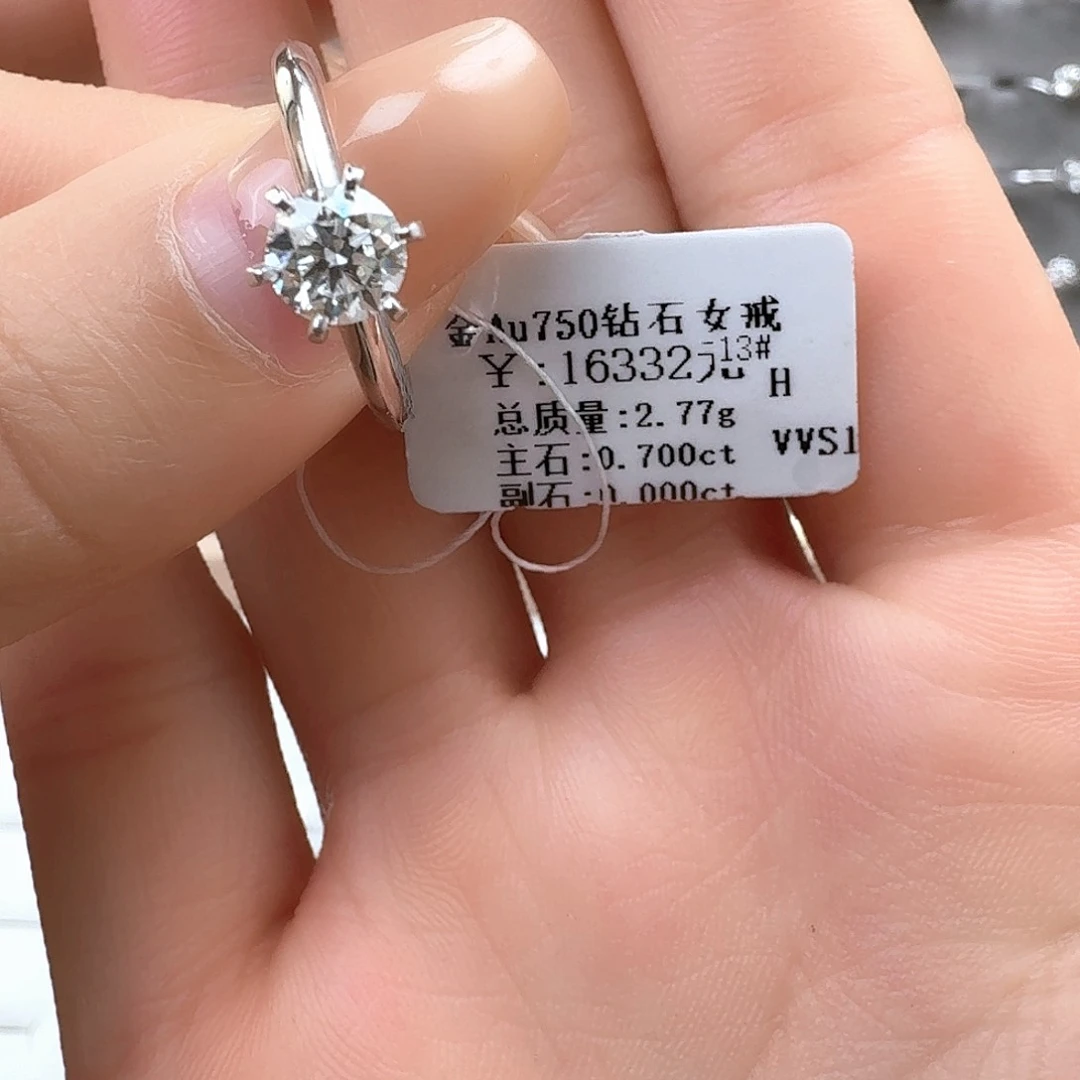 金Au750钻石女戒
￥:16332元
13#
H
总质量:2.77g
VVS1
主石:0.700ct
副石:0.000ct